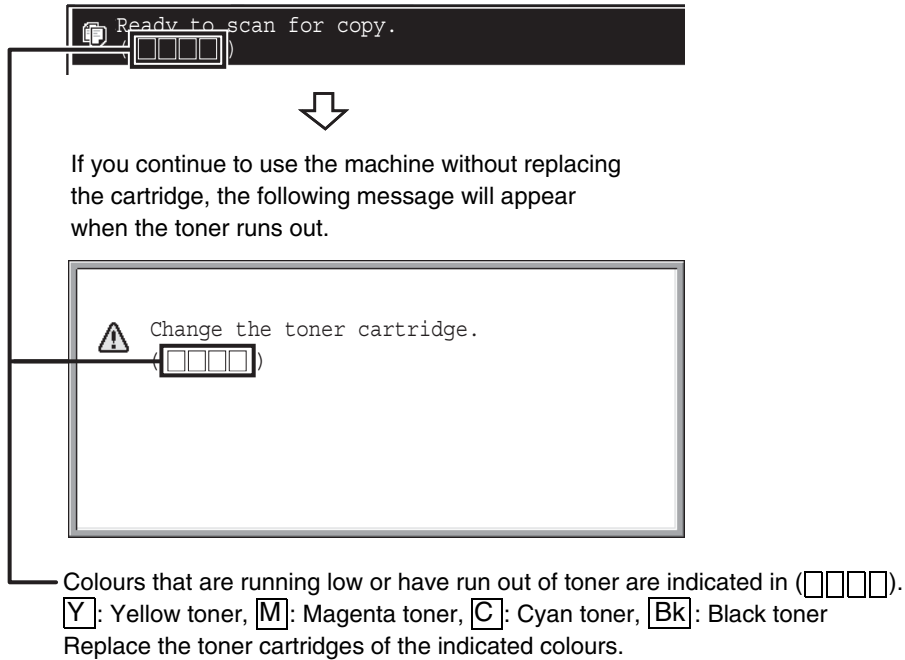 Ready to scan for copy.
(□□□□)
If you continue to use the machine without replacing
the cartridge, the following message will appear
when the toner runs out.
Change the toner cartridge.
(□□□□)
Colours that are running low or have run out of toner are indicated in (□□□□).
Y : Yellow toner, M : Magenta toner, C : Cyan toner, Bk : Black toner
Replace the toner cartridges of the indicated colours.